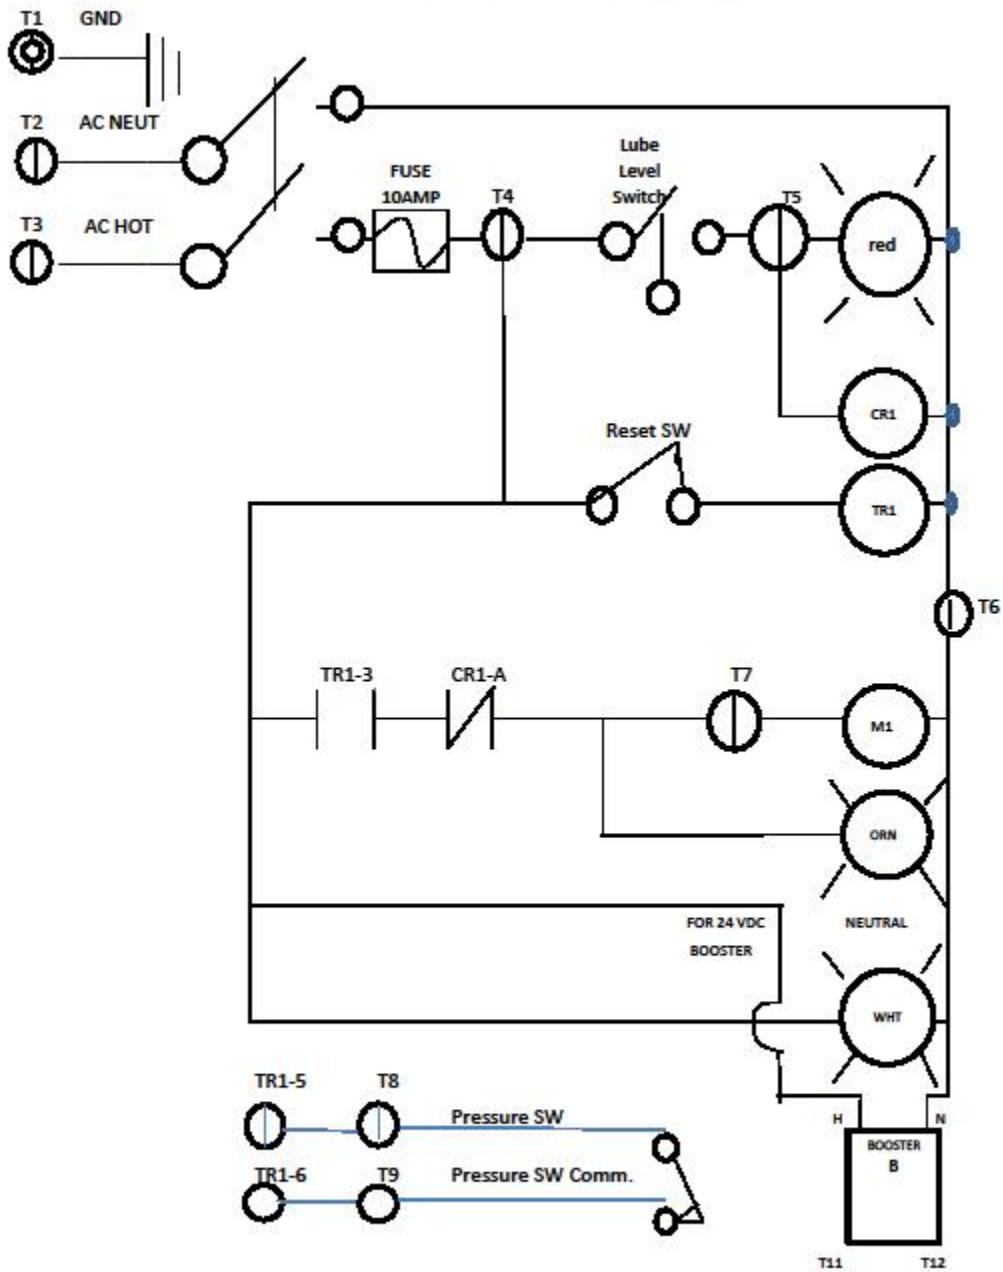 T1 GND
T2 AC NEUT
T3 AC HOT
FUSE
10AMP
T4
Lube
Level
Switch
T5
red
CR1
Reset SW
TR1
T6
TR1-3 CR1-A T7
M1
ORN
FOR 24 VDC
BOOSTER
NEUTRAL
WHT
TR1-5 T8 Pressure SW
TR1-6 T9 Pressure SW Comm.
H N
BOOSTER
B
T11 T12